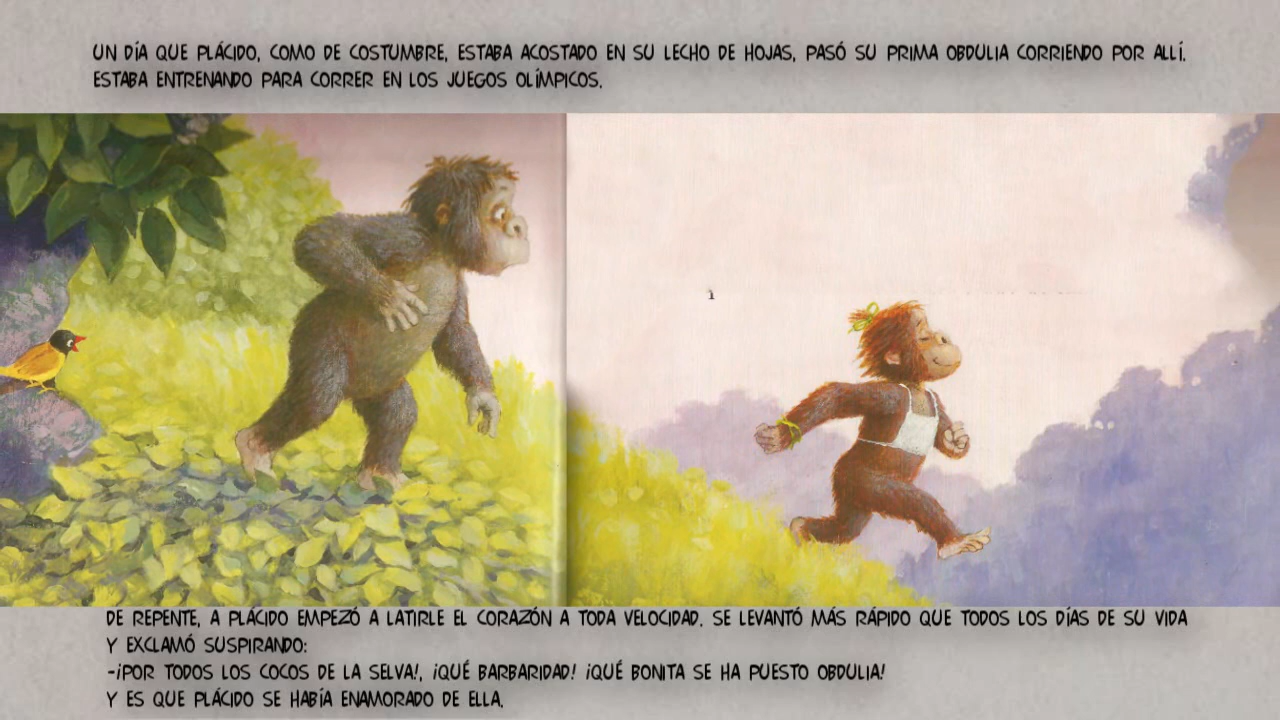 UN DÍA QUE PLÁCIDO, COMO DE COSTUMBRE, ESTABA ACOSTADO EN SU LECHO DE HOJAS, PASÓ SU PRIMA OBDULIA CORRIENDO POR ALLÍ.
ESTABA ENTRENANDO PARA CORRER EN LOS JUEGOS OLÍMPICOS.
DE REPENTE, A PLÁCIDO EMPEZÓ A LATIRLE EL CORAZÓN A TODA VELOCIDAD. SE LEVANTÓ MÁS RÁPIDO QUE TODOS LOS DÍAS DE SU VIDA
Y EXCLAMÓ SUSPIRANDO:
-¡POR TODOS LOS COCOS DE LA SELVA!, ¡QUÉ BARBARIDAD! ¡QUÉ BONITA SE HA PUESTO OBDULIA!
Y ES QUE PLÁCIDO SE HABÍA ENAMORADO DE ELLA.